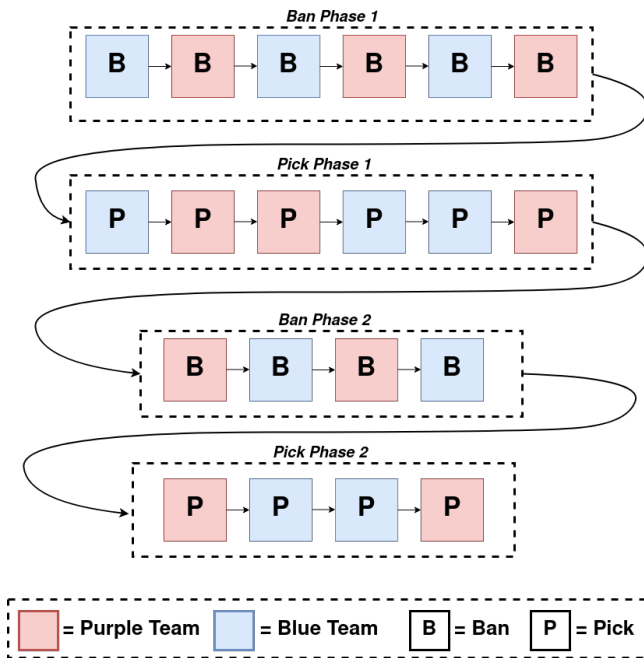 Ban Phase 1
B B B B B B
Pick Phase 1
P P P P P P
Ban Phase 2
B B B B
Pick Phase 2
P P P P
= Purple Team = Blue Team B = Ban P = Pick